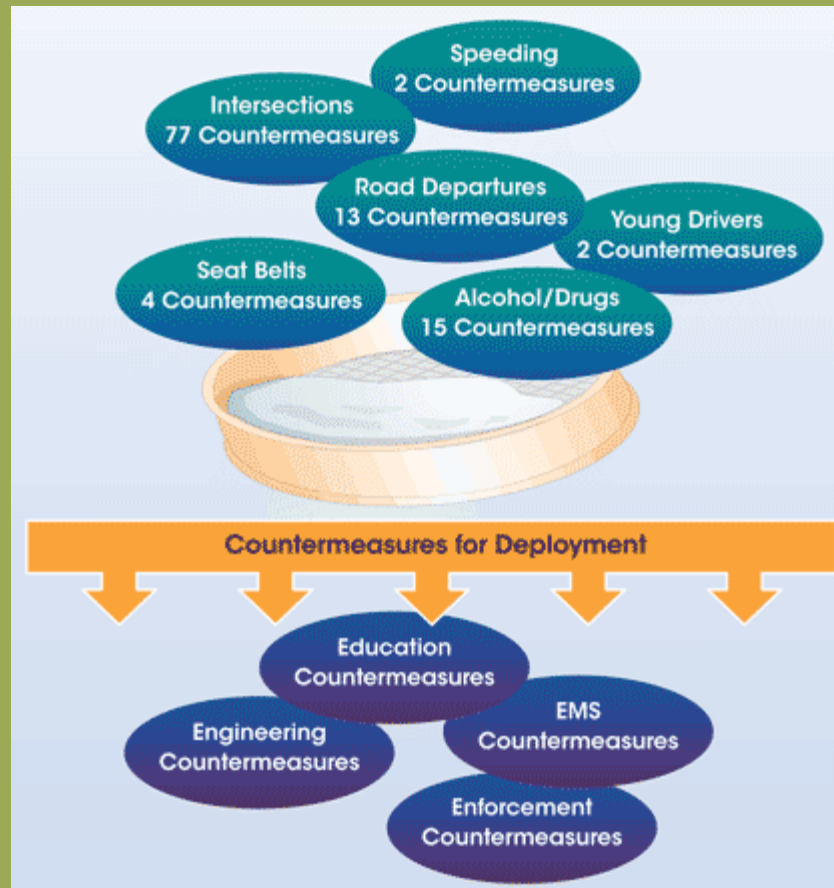 Speeding
2 Countermeasures
Intersections
77 Countermeasures
Road Departures
13 Countermeasures
Young Drivers
2 Countermeasures
Seat Belts
4 Countermeasures
Alcohol/Drugs
15 Countermeasures
Countermeasures for Deployment
Education
Countermeasures
Engineering
Countermeasures
EMS
Countermeasures
Enforcement
Countermeasures